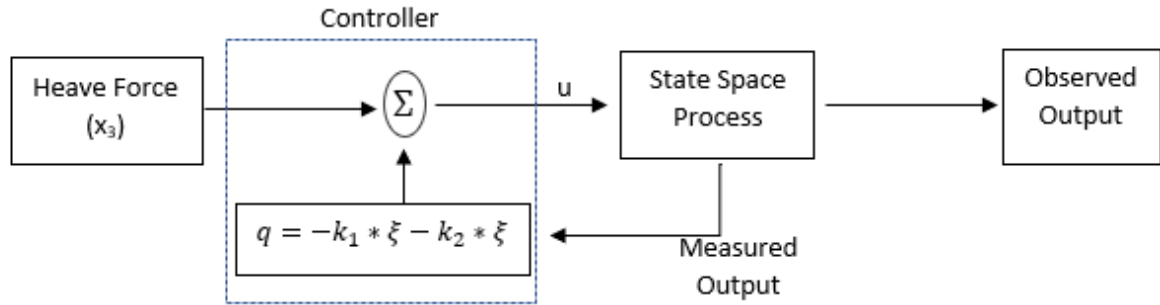 Controller
Heave Force
(x₃)
Σ
u
State Space
Process
Observed
Output
q = −k₁ ∗ ξ − k₂ ∗ ξ
Measured
Output